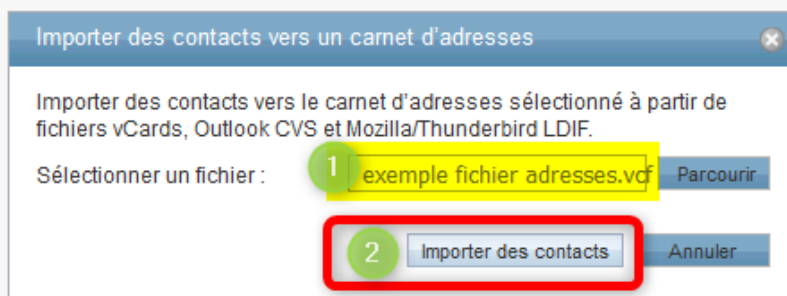 Importer des contacts vers un carnet d'adresses
Importer des contacts vers le carnet d'adresses sélectionné à partir de
fichiers vCards, Outlook CVS et Mozilla/Thunderbird LDIF.
Sélectionner un fichier : 1 exemple fichier adresses.vcf Parcourir
2 Importer des contacts Annuler